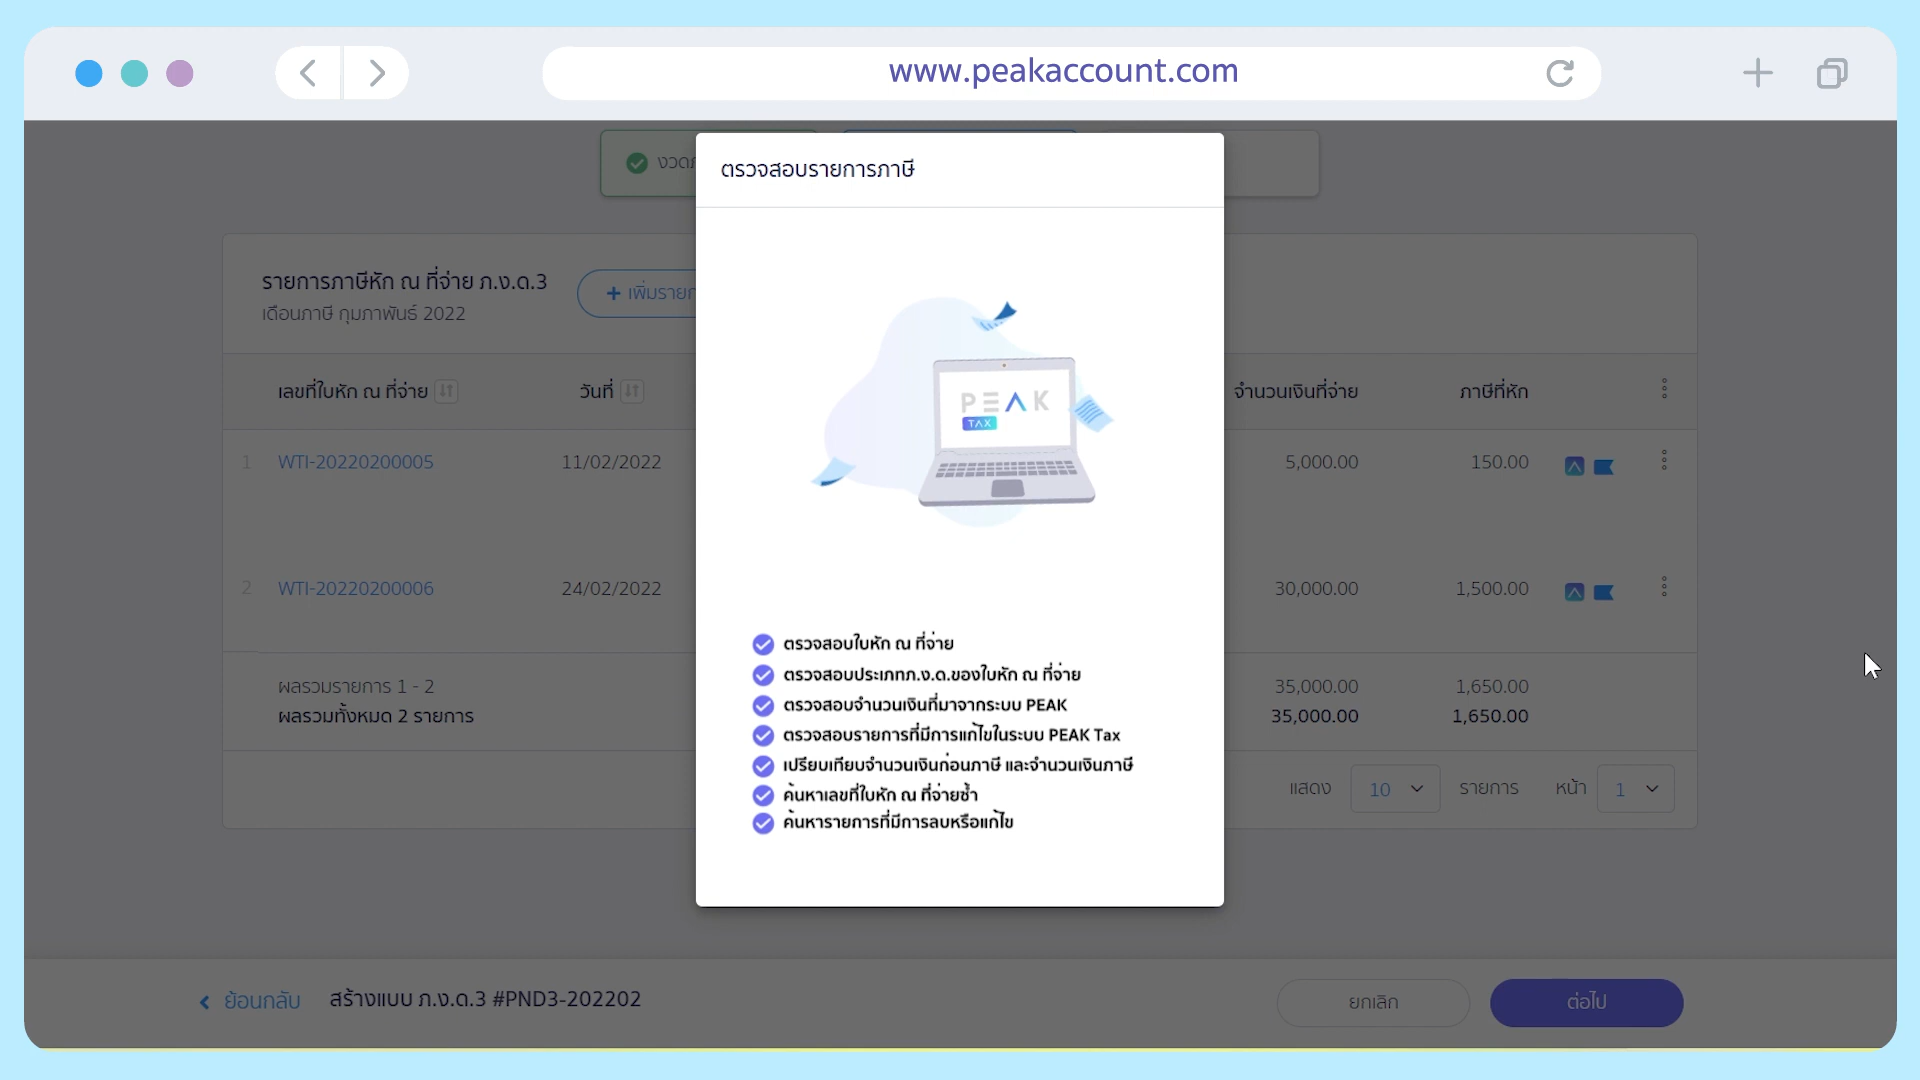 www.peakaccount.com
ตรวจสอบรายการภาษี
รายการภาษีหัก ณ ที่จ่าย ภ.ง.ด.3
เดือนภาษี กุมภาพันธ์ 2022
เลขที่ใบหัก ณ ที่จ่าย วันที่ จำนวนเงินที่จ่าย ภาษีที่หัก
1 WTI-20220200005 11/02/2022 5,000.00 150.00
2 WTI-20220200006 24/02/2022 30,000.00 1,500.00
ผลรวมรายการ 1 - 2 35,000.00 1,650.00
ผลรวมทั้งหมด 2 รายการ 35,000.00 1,650.00
แสดง 10 รายการ หน้า 1
PEAK
TAX
ตรวจสอบใบหัก ณ ที่จ่าย
ตรวจสอบประเภทภ.ง.ด.ของใบหัก ณ ที่จ่าย
ตรวจสอบจำนวนเงินที่มาจากระบบ PEAK
ตรวจสอบรายการที่มีการแก้ไขในระบบ PEAK Tax
เปรียบเทียบจำนวนเงินก่อนภาษี และจำนวนเงินภาษี
ค้นหาเลขที่ใบหัก ณ ที่จ่ายซ้ำ
ค้นหารายการที่มีการลบหรือแก้ไข
ย้อนกลับ สร้างแบบ ภ.ง.ด.3 #PND3-202202 ยกเลิก ต่อไป